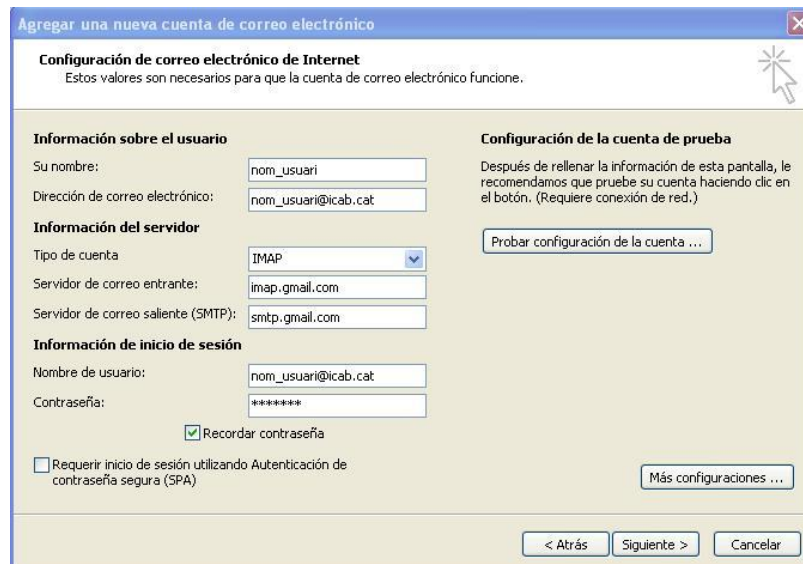 Agregar una nueva cuenta de correo electrónico
Configuración de correo electrónico de Internet
Estos valores son necesarios para que la cuenta de correo electrónico funcione.
Información sobre el usuario
Su nombre:
nom_usuari
Dirección de correo electrónico:
nom_usuari@icab.cat
Información del servidor
Tipo de cuenta
IMAP
Servidor de correo entrante:
imap.gmail.com
Servidor de correo saliente (SMTP):
smtp.gmail.com
Información de inicio de sesión
Nombre de usuario:
nom_usuari@icab.cat
Contraseña:
*******
Recordar contraseña
Requerir inicio de sesión utilizando Autenticación de
contraseña segura (SPA)
Configuración de la cuenta de prueba
Después de rellenar la información de esta pantalla, le
recomendamos que pruebe su cuenta haciendo clic en
el botón. (Requiere conexión de red.)
Probar configuración de la cuenta ...
Más configuraciones ...
< Atrás
Siguiente >
Cancelar